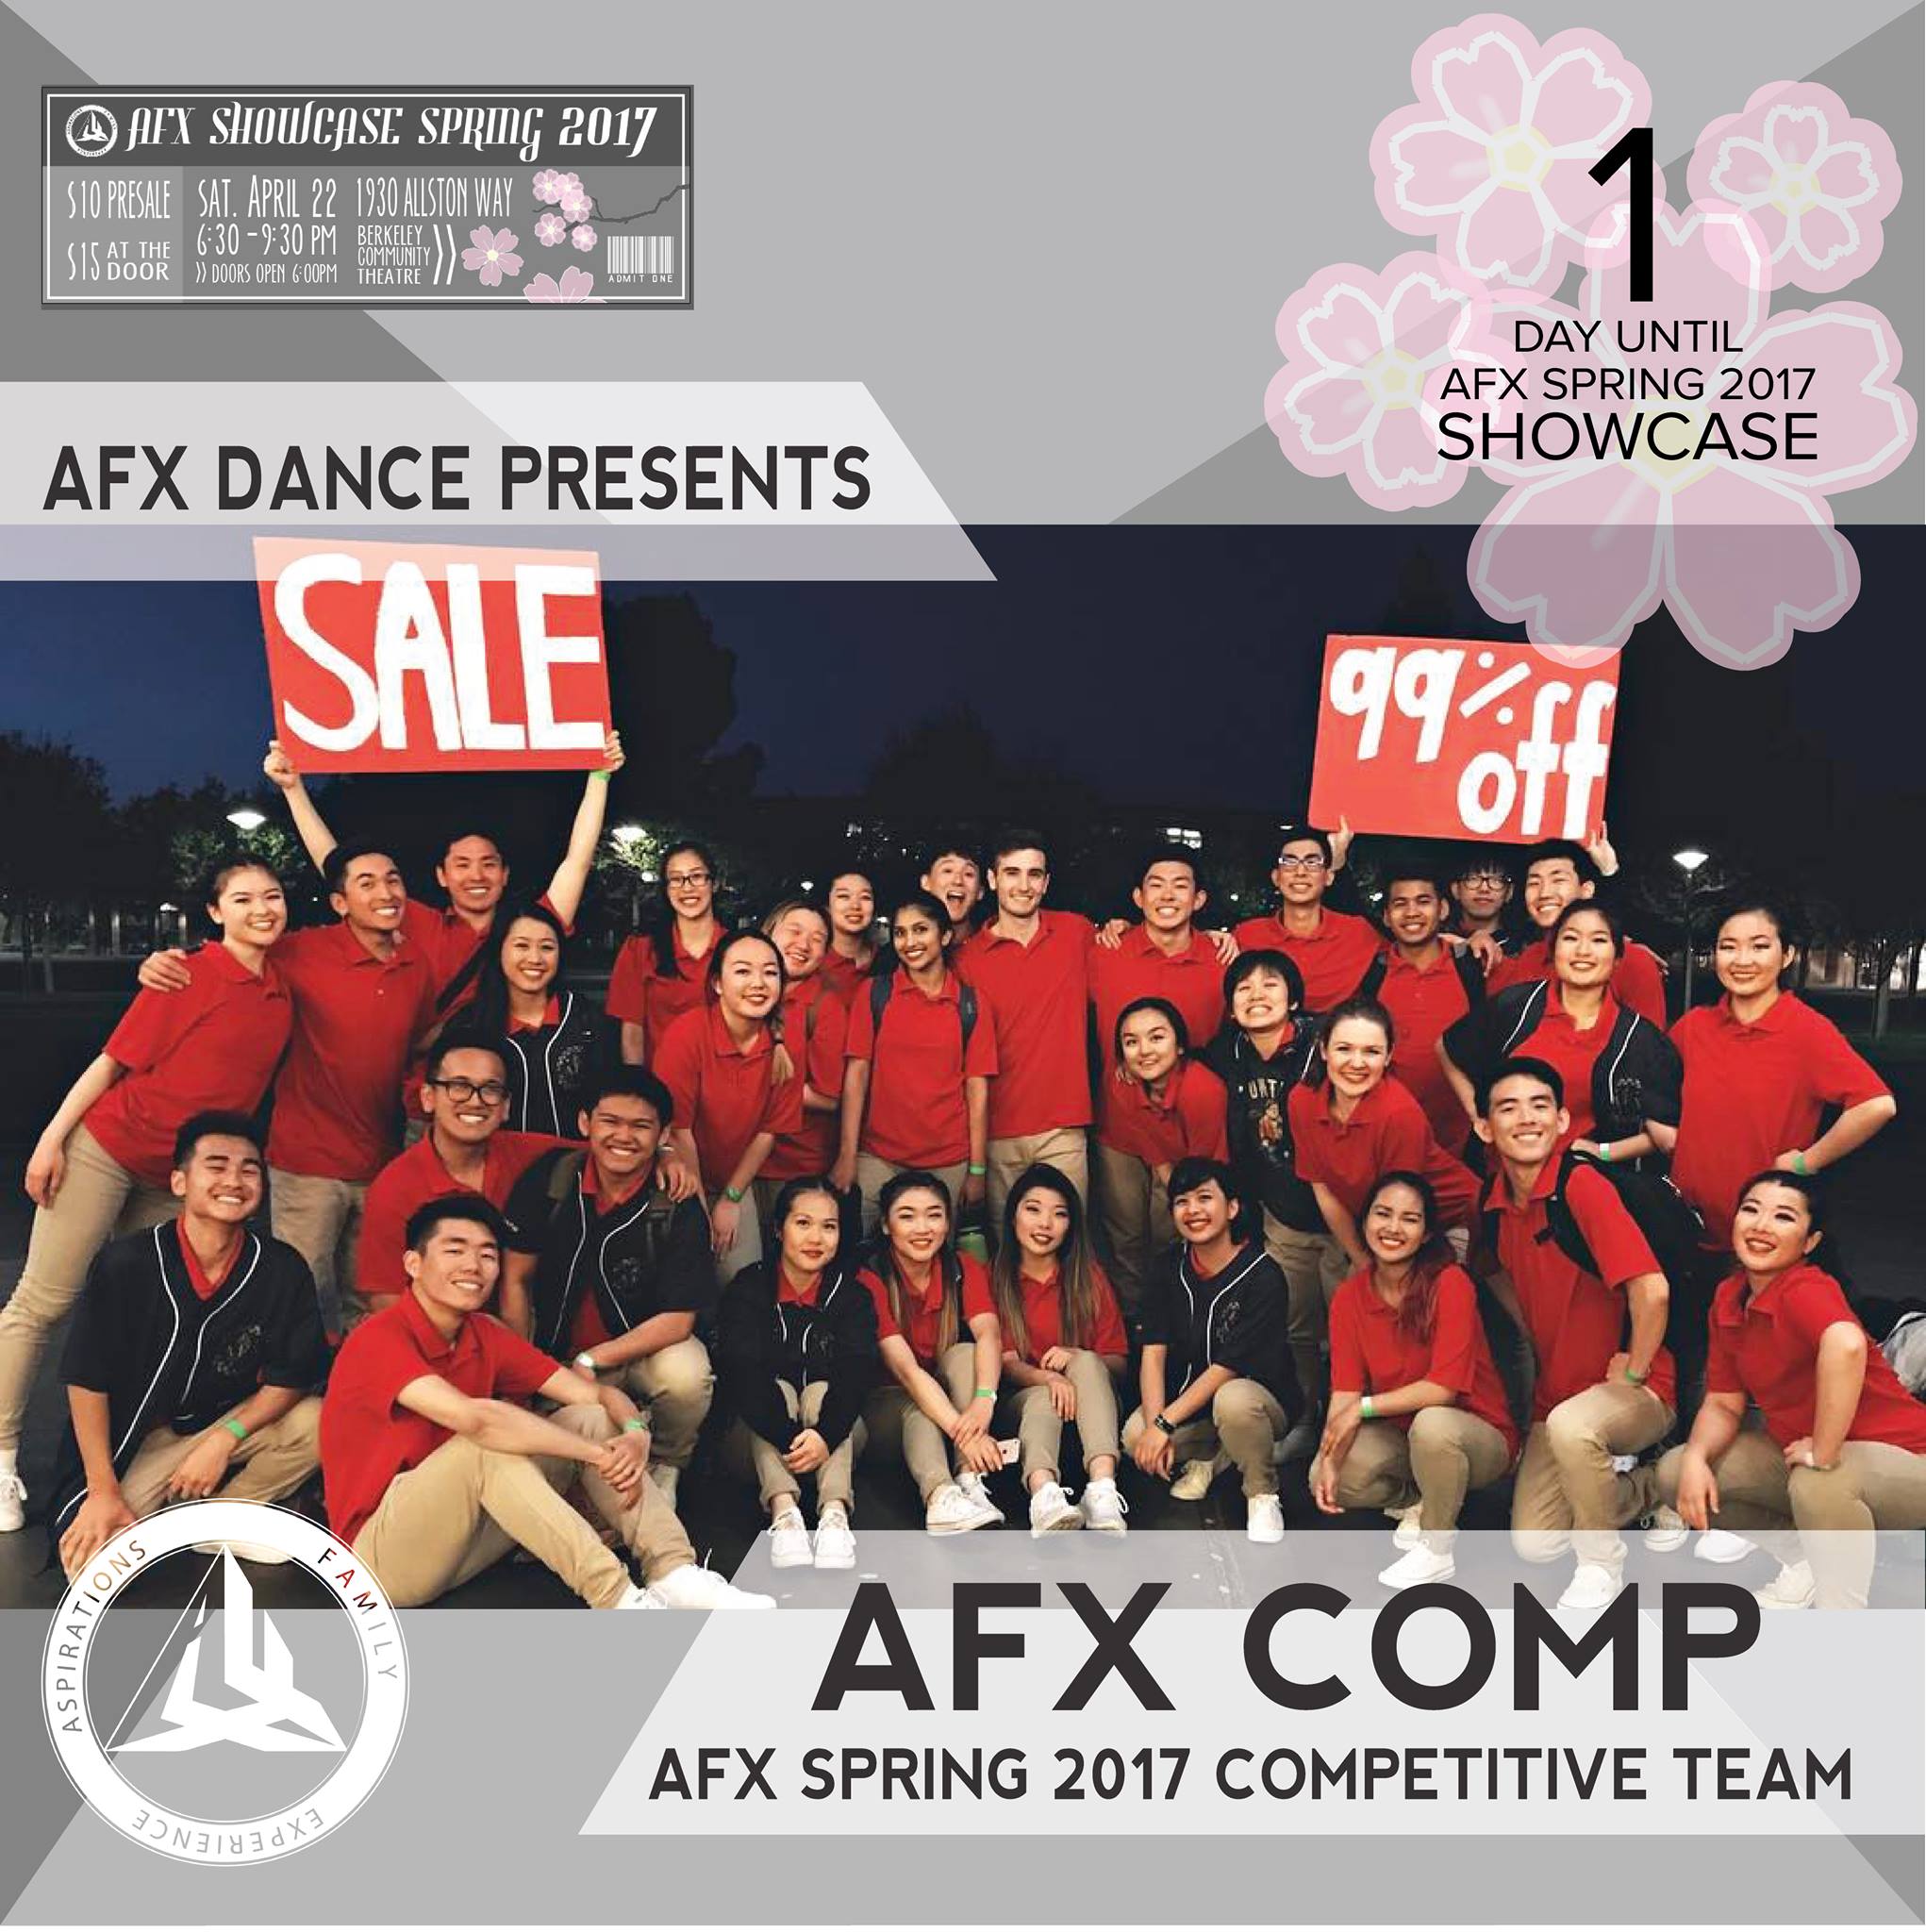 AFX SHOWCASE SPRING 2017
$10 PRESALE
$15 AT THE DOOR
SAT. APRIL 22
6:30 - 9:30 PM
>> DOORS OPEN 6:00PM
1930 ALLSTON WAY
BERKELEY
COMMUNITY
THEATRE
>>
ADMIT ONE
1
DAY UNTIL
AFX SPRING 2017
SHOWCASE
AFX DANCE PRESENTS
SALE
99% off
off
ASPIRATIONS
FAMILY
EXPERIENCE
AFX COMP
AFX SPRING 2017 COMPETITIVE TEAM